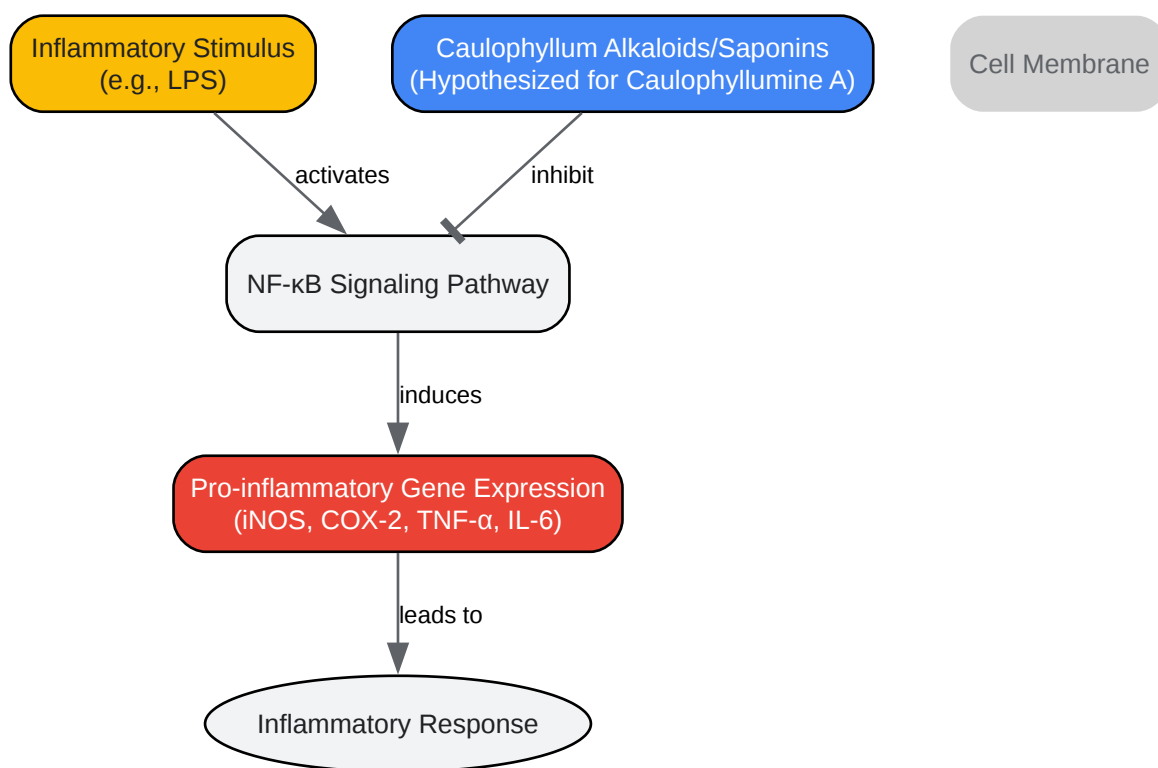 Inflammatory Stimulus
(e.g., LPS)
Caulophyllum Alkaloids/Saponins
(Hypothesized for Caulophyllumine A)
Cell Membrane
activates
inhibit
NF-κB Signaling Pathway
induces
Pro-inflammatory Gene Expression
(iNOS, COX-2, TNF-α, IL-6)
leads to
Inflammatory Response